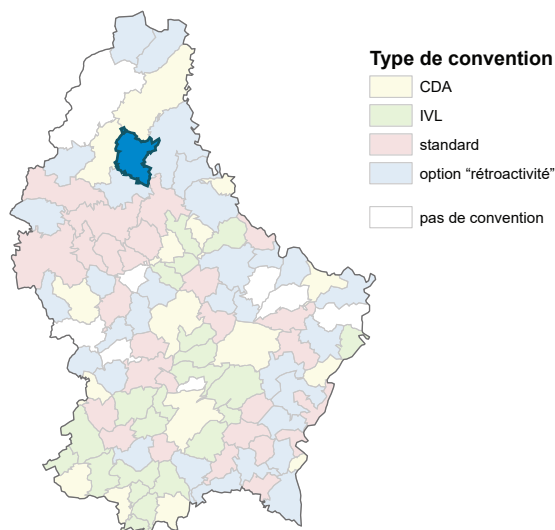 Type de convention
CDA
IVL
standard
option “rétroactivité”
pas de convention